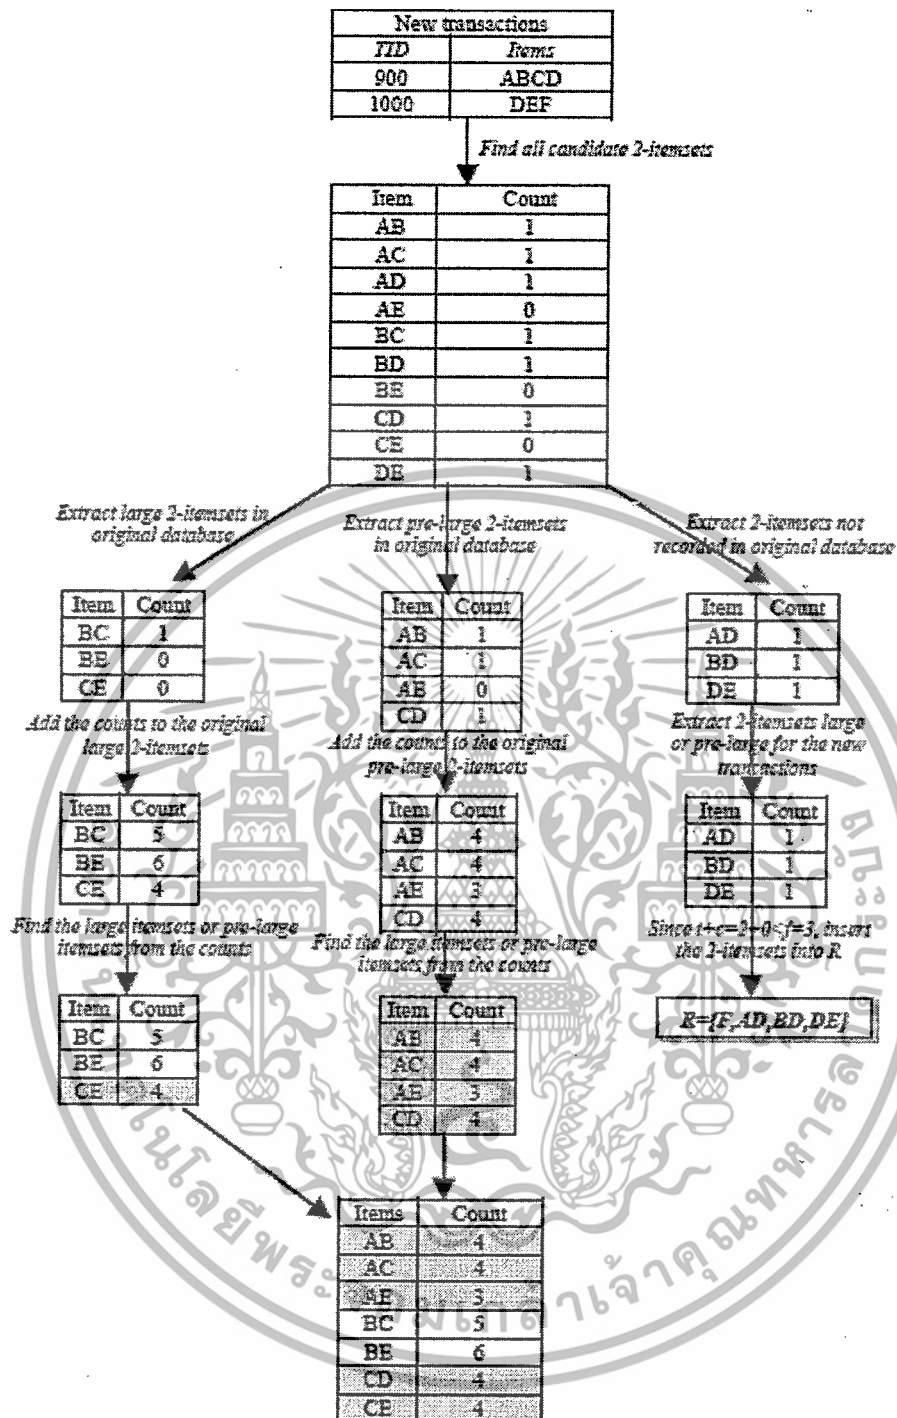 New transactions
TID Items
900 ABCD
1000 DEF
Find all candidate 2-itemsets
Item Count
AB 1
AC 1
AD 1
AE 0
BC 1
BD 1
BE 0
CD 1
CE 0
DE 1
Extract large 2-itemsets in
original database
Extract pre-large 2-itemsets
in original database
Extract 2-itemsets not
recorded in original database
Item Count
BC 1
BE 0
CE 0
Item Count
AB 1
AC 1
AE 0
CD 1
Item Count
AD 1
BD 1
DE 1
Add the counts to the original
large 2-itemsets
Add the counts to the original
pre-large 2-itemsets
Extract 2-itemsets large
or pre-large for the new
transactions
Item Count
BC 5
BE 6
CE 4
Item Count
AB 4
AC 4
AE 3
CD 4
Item Count
AD 1
BD 1
DE 1
Find the large itemsets or pre-large
itemsets from the counts
Find the large itemsets or pre-large
itemsets from the counts
Since t+c=2+0<f=3, insert
the 2-itemsets into R
Item Count
BC 5
BE 6
CE 4
Item Count
AB 4
AC 4
AE 3
CD 4
R={F,AD,BD,DE}
Items Count
AB 4
AC 4
AE 3
BC 5
BE 6
CD 4
CE 4